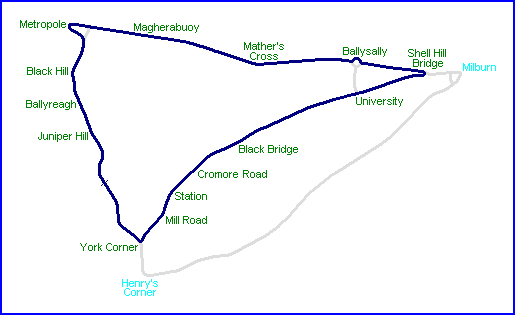 Metropole
Magherabuoy
Mather's
Cross
Ballysally
Shell Hill
Bridge
Milburn
Black Hill
Ballyreagh
University
Juniper Hill
Black Bridge
Cromore Road
Station
Mill Road
York Corner
Henry's
Corner